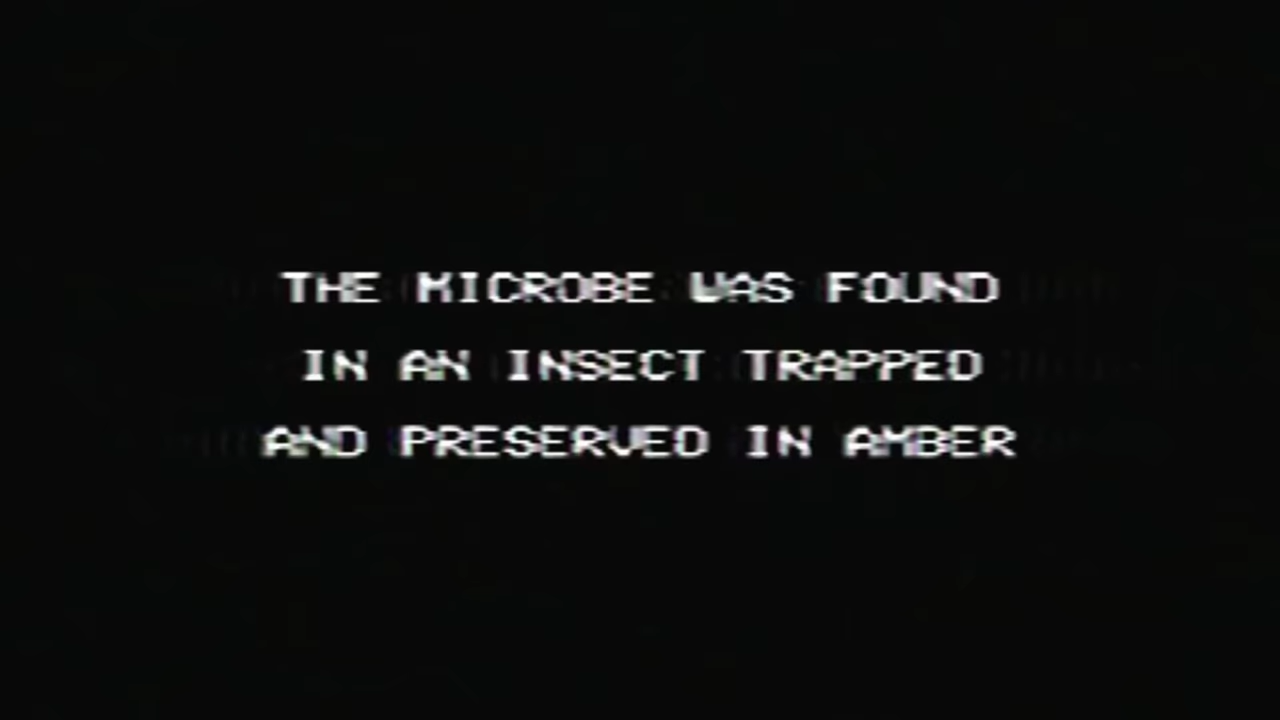 THE MICROBE WAS FOUND
IN AN INSECT TRAPPED
AND PRESERVED IN AMBER